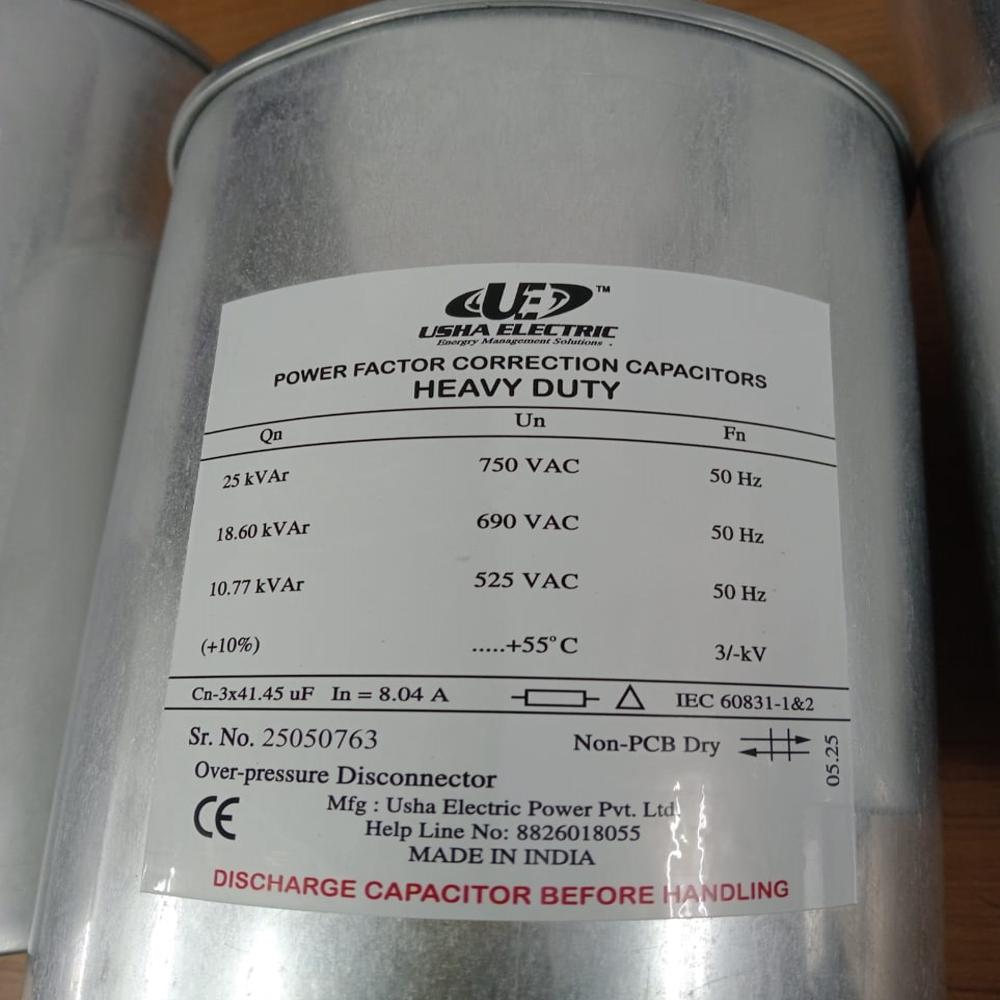 UE TM
USHA ELECTRIC
Energry Management Solutions .
POWER FACTOR CORRECTION CAPACITORS
HEAVY DUTY
Qn Un Fn
25 kVAr 750 VAC 50 Hz
18.60 kVAr 690 VAC 50 Hz
10.77 kVAr 525 VAC 50 Hz
(+10%) .....+55°C 3/-kV
Cn-3x41.45 uF In = 8.04 A IEC 60831-1&2
Sr. No. 25050763 Non-PCB Dry
05.25
Over-pressure Disconnector
CE
Mfg : Usha Electric Power Pvt. Ltd.
Help Line No: 8826018055
MADE IN INDIA
DISCHARGE CAPACITOR BEFORE HANDLING